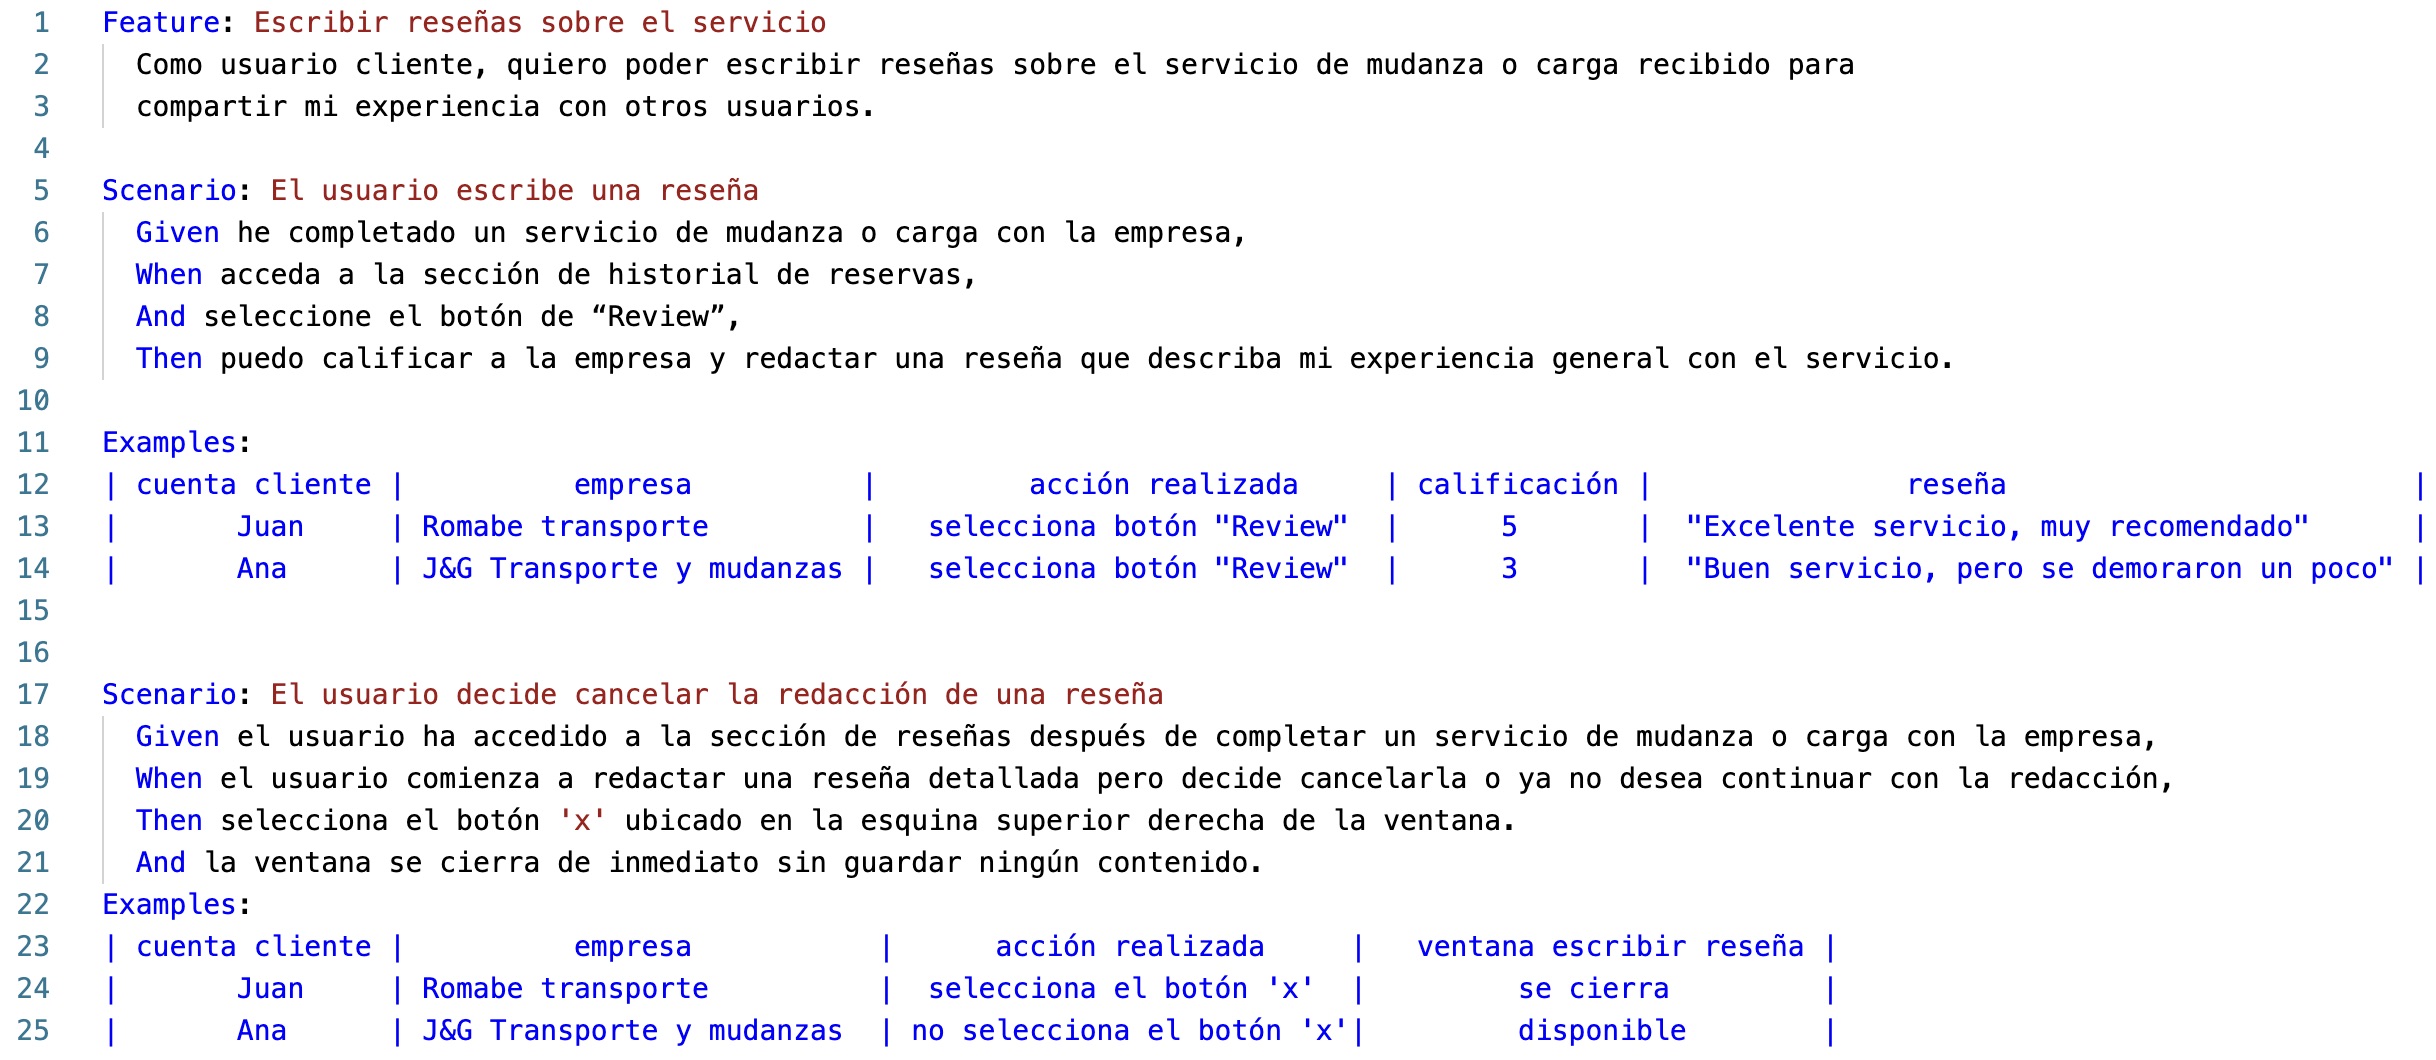 1 Feature: Escribir reseñas sobre el servicio
2 Como usuario cliente, quiero poder escribir reseñas sobre el servicio de mudanza o carga recibido para
3 compartir mi experiencia con otros usuarios.
4
5 Scenario: El usuario escribe una reseña
6 Given he completado un servicio de mudanza o carga con la empresa,
7 When acceda a la sección de historial de reservas,
8 And seleccione el botón de “Review”,
9 Then puedo calificar a la empresa y redactar una reseña que describa mi experiencia general con el servicio.
10
11 Examples:
12 | cuenta cliente | empresa | acción realizada | calificación | reseña |
13 | Juan | Romabe transporte | selecciona botón "Review" | 5 | "Excelente servicio, muy recomendado" |
14 | Ana | J&G Transporte y mudanzas | selecciona botón "Review" | 3 | "Buen servicio, pero se demoraron un poco" |
15
16
17 Scenario: El usuario decide cancelar la redacción de una reseña
18 Given el usuario ha accedido a la sección de reseñas después de completar un servicio de mudanza o carga con la empresa,
19 When el usuario comienza a redactar una reseña detallada pero decide cancelarla o ya no desea continuar con la redacción,
20 Then selecciona el botón 'x' ubicado en la esquina superior derecha de la ventana.
21 And la ventana se cierra de inmediato sin guardar ningún contenido.
22 Examples:
23 | cuenta cliente | empresa | acción realizada | ventana escribir reseña |
24 | Juan | Romabe transporte | selecciona el botón 'x' | se cierra |
25 | Ana | J&G Transporte y mudanzas | no selecciona el botón 'x'| disponible |